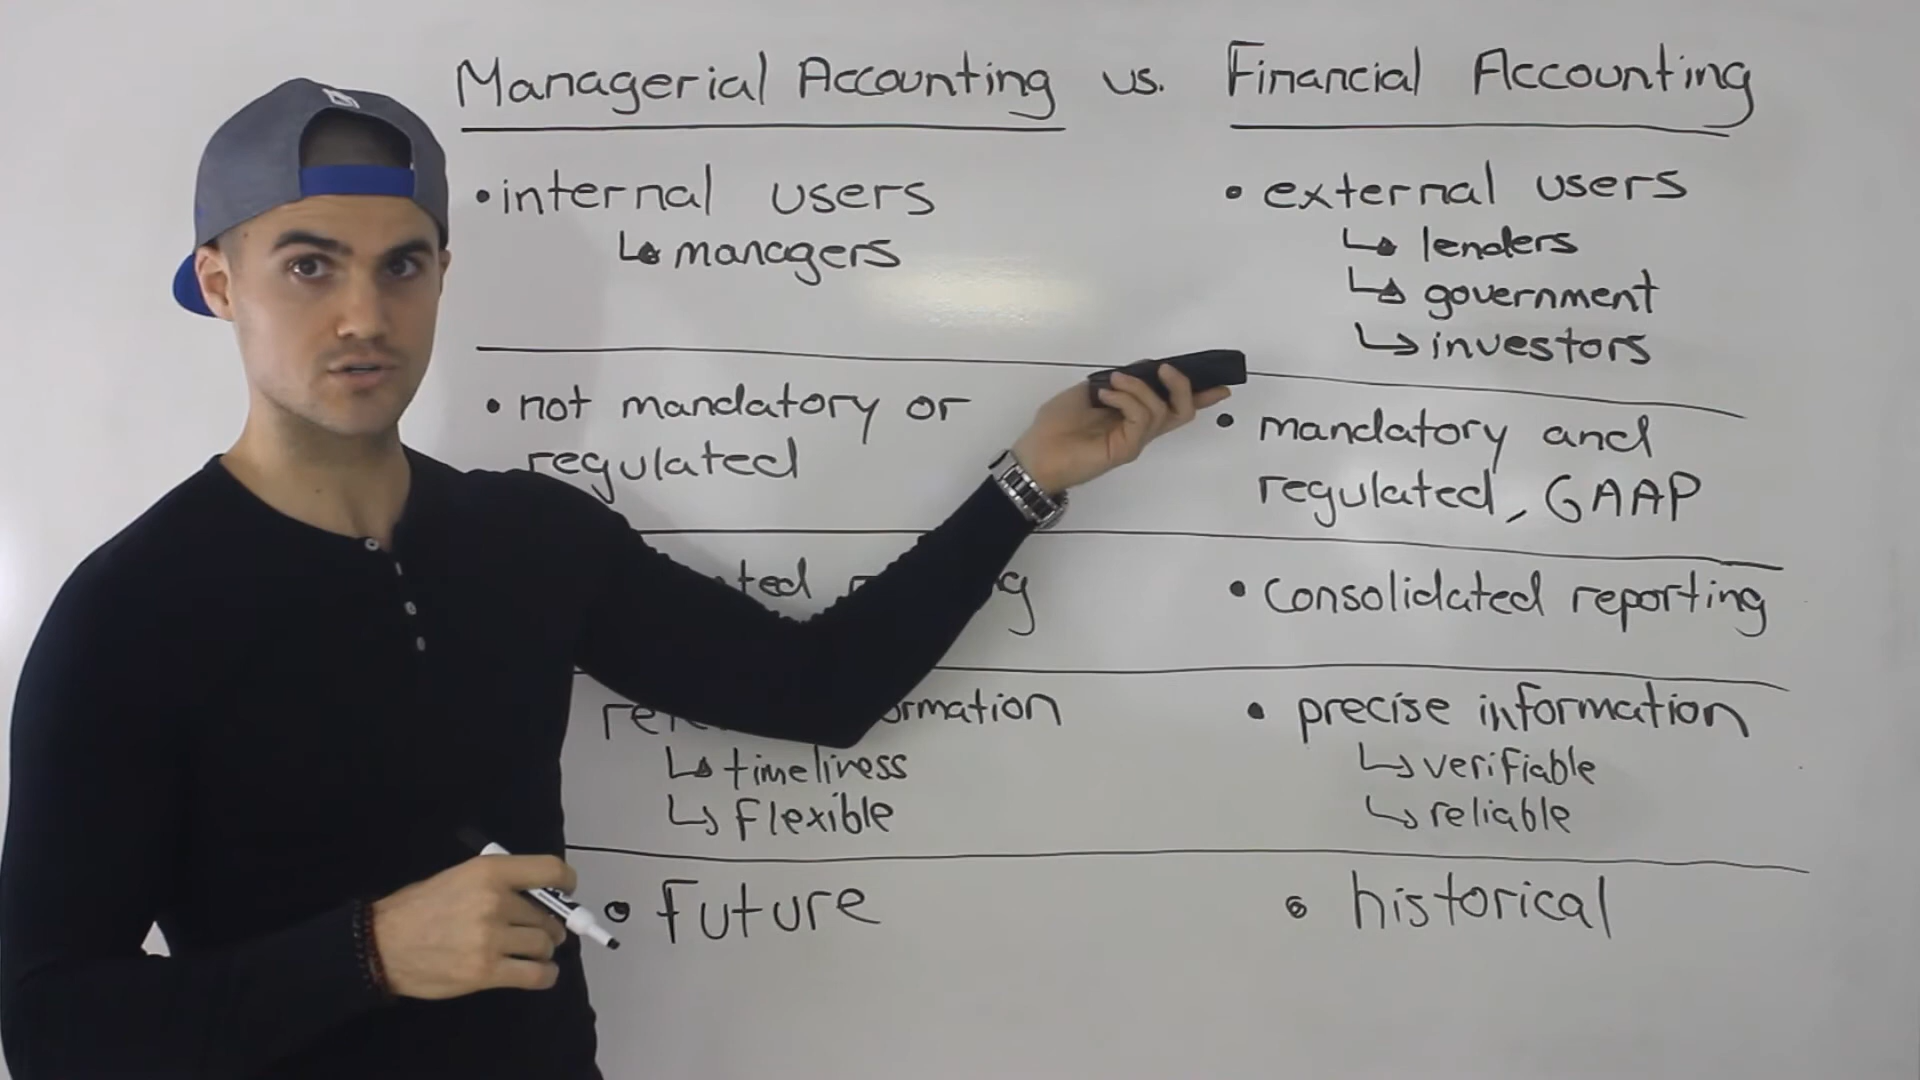 Managerial Accounting vs. Financial Accounting
• internal users
↳ managers
• external users
↳ lenders
↳ government
↳ investors
• not mandatory or
regulated
• mandatory and
regulated, GAAP
• consolidated reporting
• precise information
↳ timeliness
↳ flexible
↳ verifiable
↳ reliable
• Future
• historical